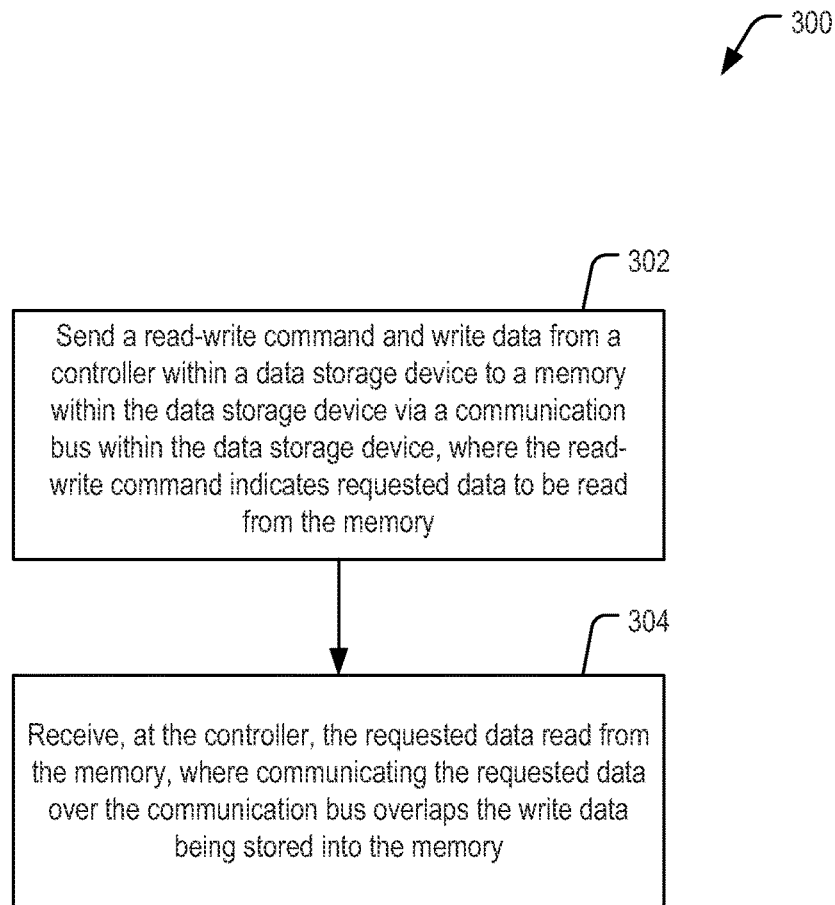 300
302
Send a read-write command and write data from a
controller within a data storage device to a memory
within the data storage device via a communication
bus within the data storage device, where the read-
write command indicates requested data to be read
from the memory
304
Receive, at the controller, the requested data read from
the memory, where communicating the requested data
over the communication bus overlaps the write data
being stored into the memory